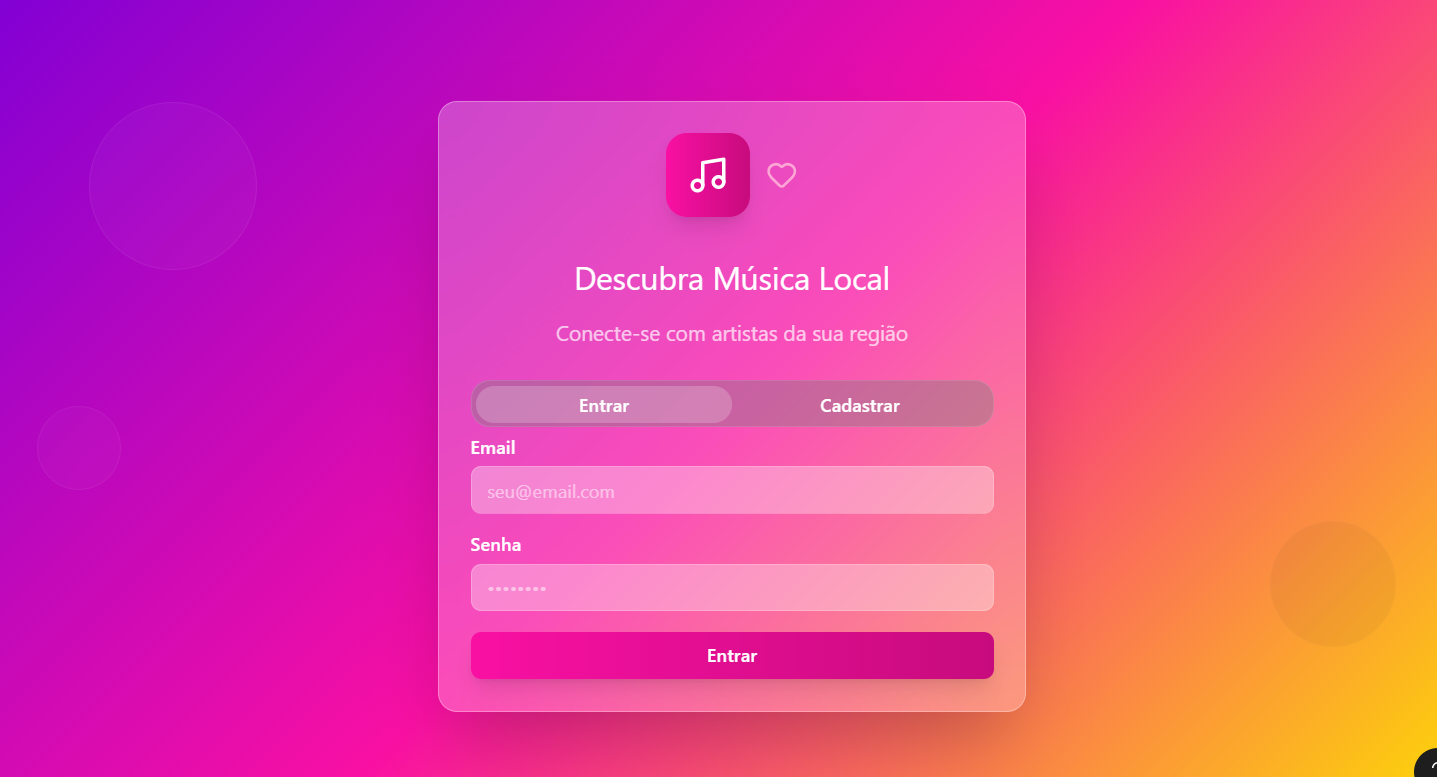 Descubra Música Local
Conecte-se com artistas da sua região
Entrar
Cadastrar
Email
seu@email.com
Senha
••••••••
Entrar